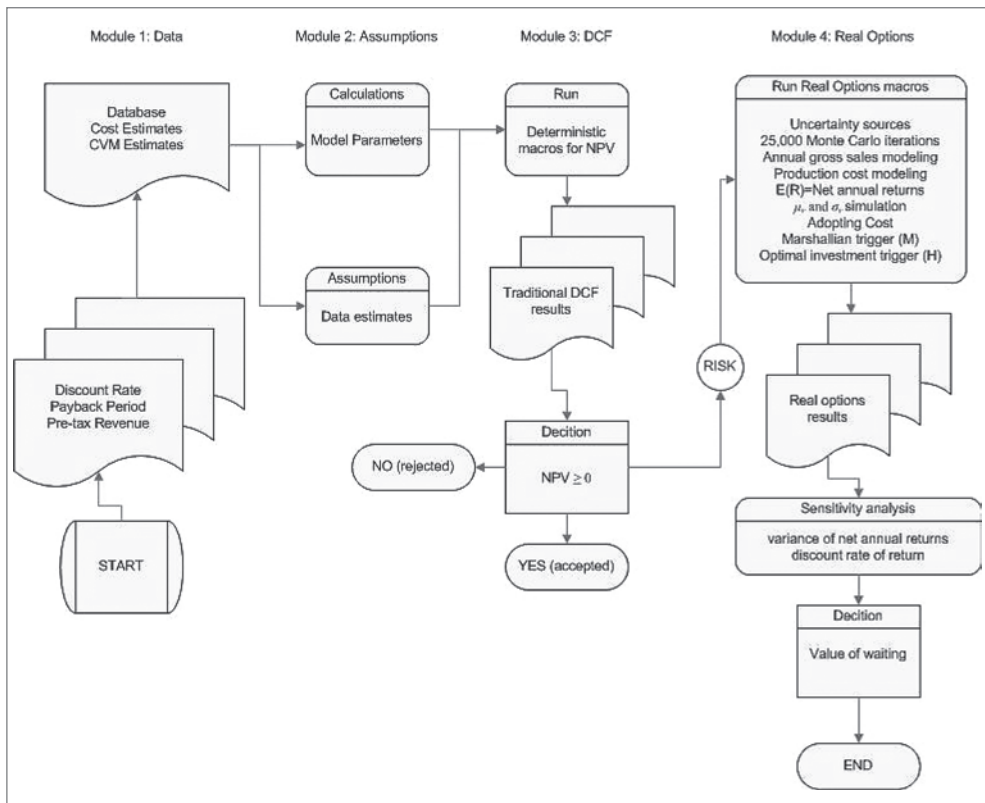 Module 1: Data
Module 2: Assumptions
Module 3: DCF
Module 4: Real Options
Database
Cost Estimates
CVM Estimates
Discount Rate
Payback Period
Pre-tax Revenue
START
Calculations
Model Parameters
Assumptions
Data estimates
Run
Deterministic
macros for NPV
Traditional DCF
results
Decition
NPV ≥ 0
NO (rejected)
YES (accepted)
RISK
Run Real Options macros
Uncertainty sources
25,000 Monte Carlo iterations
Annual gross sales modeling
Production cost modeling
E(R)=Net annual returns
μᵣ and σᵣ simulation
Adopting Cost
Marshallian trigger (M)
Optimal investment trigger (H)
Real options
results
Sensitivity analysis
variance of net annual returns
discount rate of return
Decition
Value of waiting
END